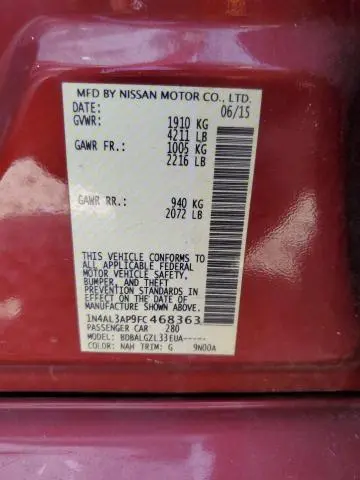 MFD BY NISSAN MOTOR CO., LTD.
DATE: 06/15
GVWR: 1910 KG
4211 LB
GAWR FR: 1005 KG
2216 LB
GAWR RR: 940 KG
2072 LB
THIS VEHICLE CONFORMS TO
ALL APPLICABLE FEDERAL
MOTOR VEHICLE SAFETY,
BUMPER, AND THEFT
PREVENTION STANDARDS IN
EFFECT ON THE DATE OF
MANUFACTURE SHOWN ABOVE.
1N4AL3AP9FC468363
PASSENGER CAR 280
MODEL: BDBALGZL33EUA-----
COLOR: NAH TRIM: G 9N00A